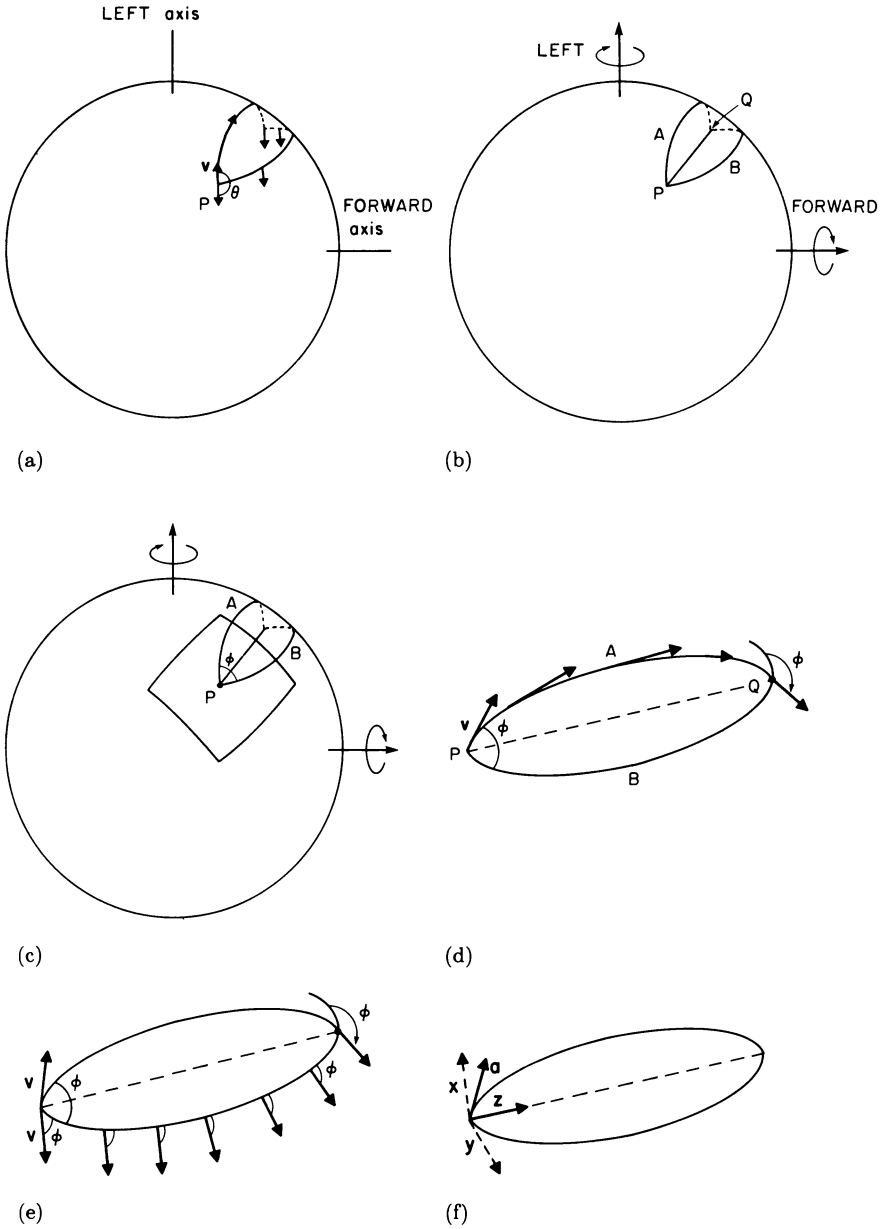 LEFT axis
v
P
θ
FORWARD
axis
(a)
LEFT
Q
A
B
P
FORWARD
(b)
A
B
ϕ
P
(c)
A
v
ϕ
P
Q
ϕ
B
(d)
ϕ
v
ϕ
ϕ
v
ϕ
(e)
x
a
z
y
(f)